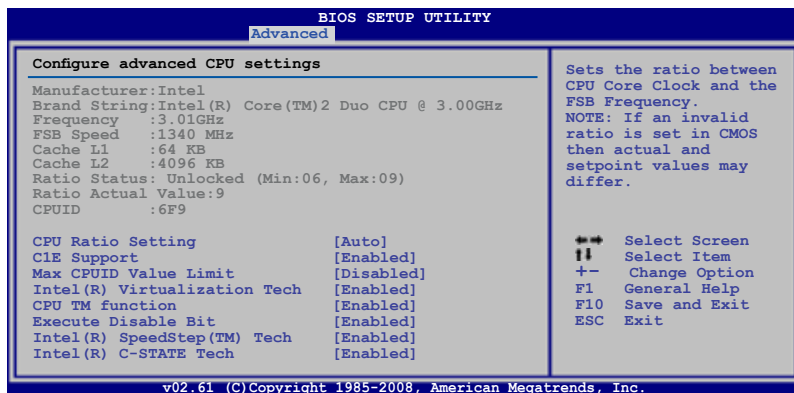 BIOS SETUP UTILITY
Advanced
Configure advanced CPU settings
Manufacturer:Intel
Brand String:Intel(R) Core(TM)2 Duo CPU @ 3.00GHz
Frequency :3.01GHz
FSB Speed :1340 MHz
Cache L1 :64 KB
Cache L2 :4096 KB
Ratio Status: Unlocked (Min:06, Max:09)
Ratio Actual Value:9
CPUID :6F9
CPU Ratio Setting [Auto]
C1E Support [Enabled]
Max CPUID Value Limit [Disabled]
Intel(R) Virtualization Tech [Enabled]
CPU TM function [Enabled]
Execute Disable Bit [Enabled]
Intel(R) SpeedStep(TM) Tech [Enabled]
Intel(R) C-STATE Tech [Enabled]
Sets the ratio between
CPU Core Clock and the
FSB Frequency.
NOTE: If an invalid
ratio is set in CMOS
then actual and
setpoint values may
differ.
Select Screen
Select Item
+- Change Option
F1 General Help
F10 Save and Exit
ESC Exit
v02.61 (C)Copyright 1985-2008, American Megatrends, Inc.